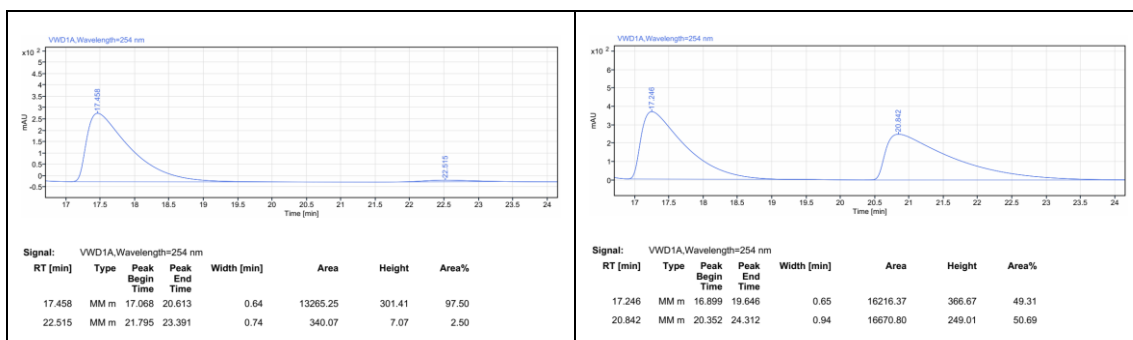 VWD1A,Wavelength=254 nm
x10 2
5
4.5
4
3.5
3
2.5
2
1.5
1
0.5
0
-0.5
mAU
17.458
22.515
17 17.5 18 18.5 19 19.5 20 20.5 21 21.5 22 22.5 23 23.5 24
Time [min]
Signal: VWD1A,Wavelength=254 nm
RT [min] Type Peak Begin Time Peak End Time Width [min] Area Height Area%
17.458 MM m 17.068 20.613 0.64 13265.25 301.41 97.50
22.515 MM m 21.795 23.391 0.74 340.07 7.07 2.50
VWD1A,Wavelength=254 nm
x10 2
6
5
4
3
2
1
0
mAU
17.246
20.842
17 17.5 18 18.5 19 19.5 20 20.5 21 21.5 22 22.5 23 23.5 24
Time [min]
Signal: VWD1A,Wavelength=254 nm
RT [min] Type Peak Begin Time Peak End Time Width [min] Area Height Area%
17.246 MM m 16.899 19.646 0.65 16216.37 366.67 49.31
20.842 MM m 20.352 24.312 0.94 16670.80 249.01 50.69